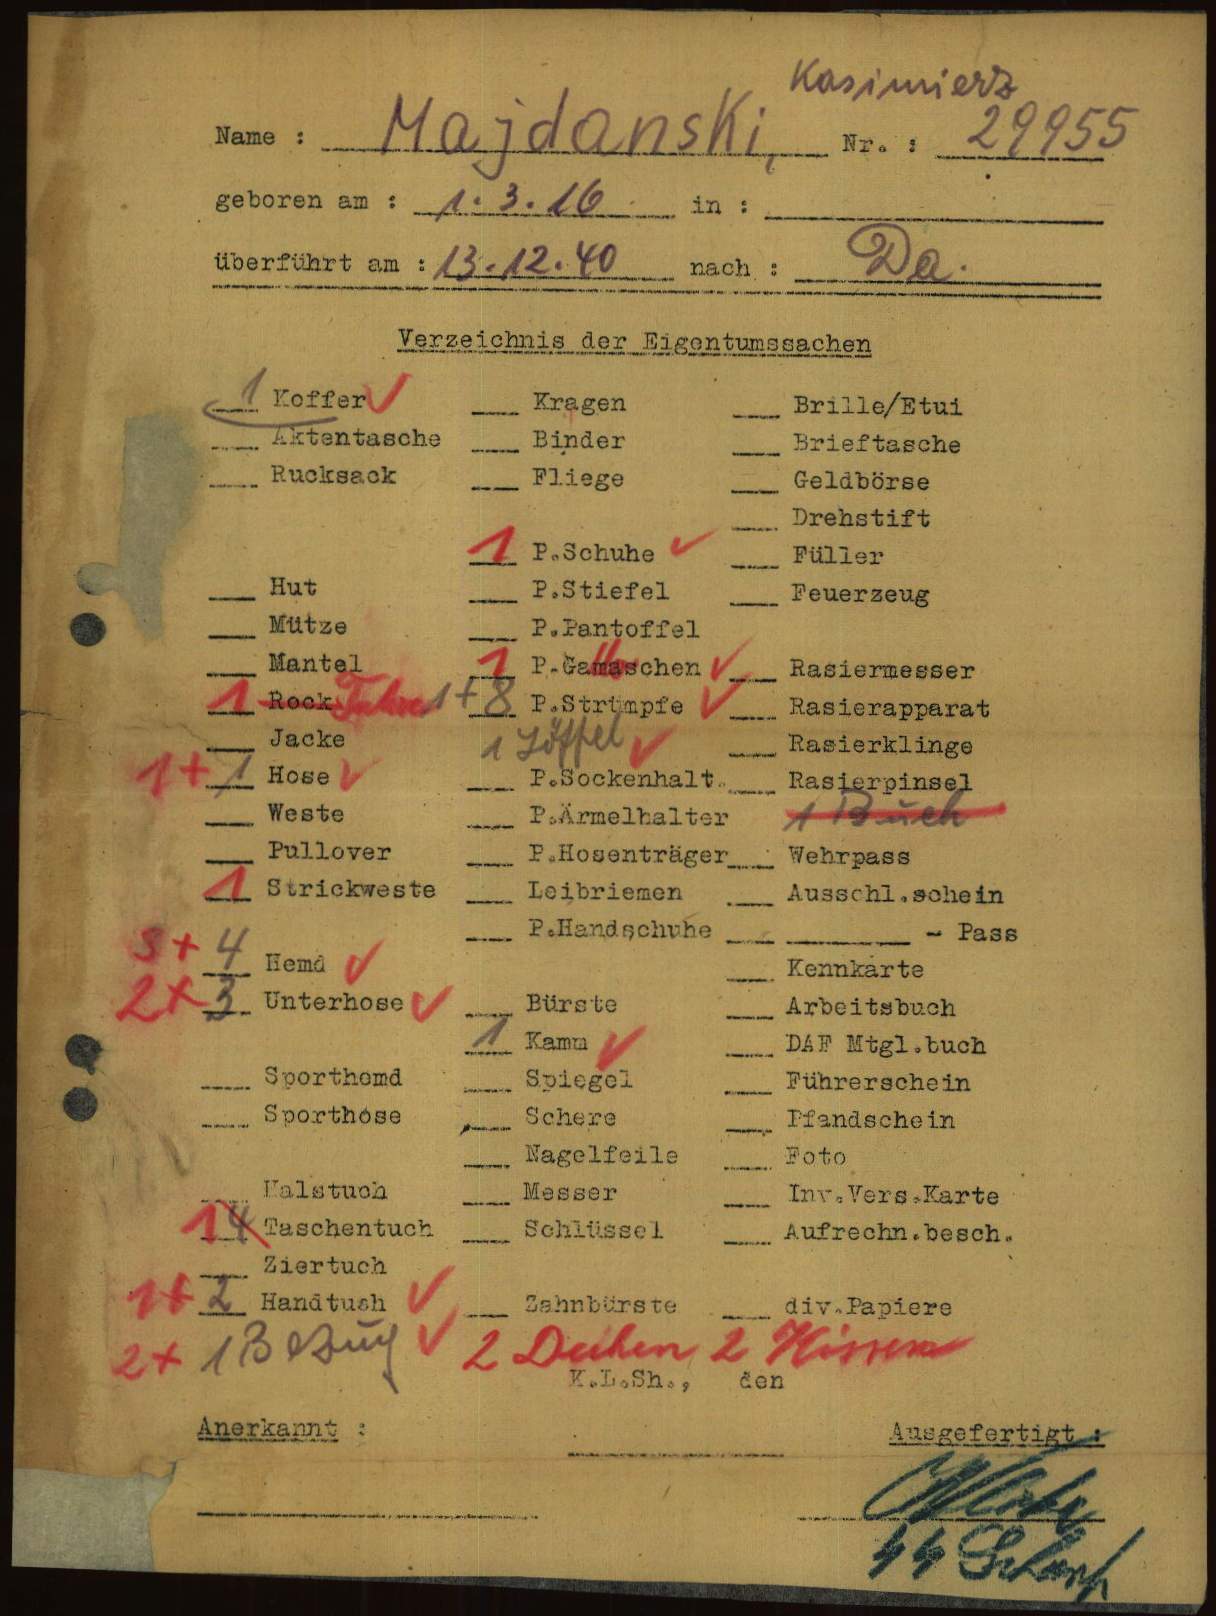 Kasimierz
Name : Majdanski, Nr. : 29955
geboren am : 1.3.16 in :
überführt am : 13.12.40 nach : Da.
Verzeichnis der Eigentumssachen
1 Koffer Kragen Brille/Etui
Aktentasche Binder Brieftasche
Rucksack Fliege Geldbörse
Drehstift
1 P.Schuhe Füller
Hut P.Stiefel Feuerzeug
Mütze P.Pantoffel
Mantel 1 P.Gamaschen Rasiermesser
1 Rock 1+8 P.Strümpfe Rasierapparat
Jacke 1 Löffel Rasierklinge
1+1 Hose P.Sockenhalt. Rasierpinsel
Weste P.Ärmelhalter 1 Buch
Pullover P.Hosenträger Wehrpass
1 Strickweste Leibriemen Ausschl.schein
P.Handschuhe - Pass
3+4 Hemd Kennkarte
2+3 Unterhose Bürste Arbeitsbuch
1 Kamm DAF Mtgl.buch
Sporthemd Spiegel Führerschein
Sporthose Schere Pfandschein
Nagelfeile Foto
Halstuch Messer Inv.Vers.Karte
14 Taschentuch Schlüssel Aufrechn.besch.
Ziertuch
1+2 Handtuch Zahnbürste div.Papiere
2+ 1 Bezug 2 Decken 2 Kissen
K.L.Sh., den
Anerkannt : Ausgefertigt :